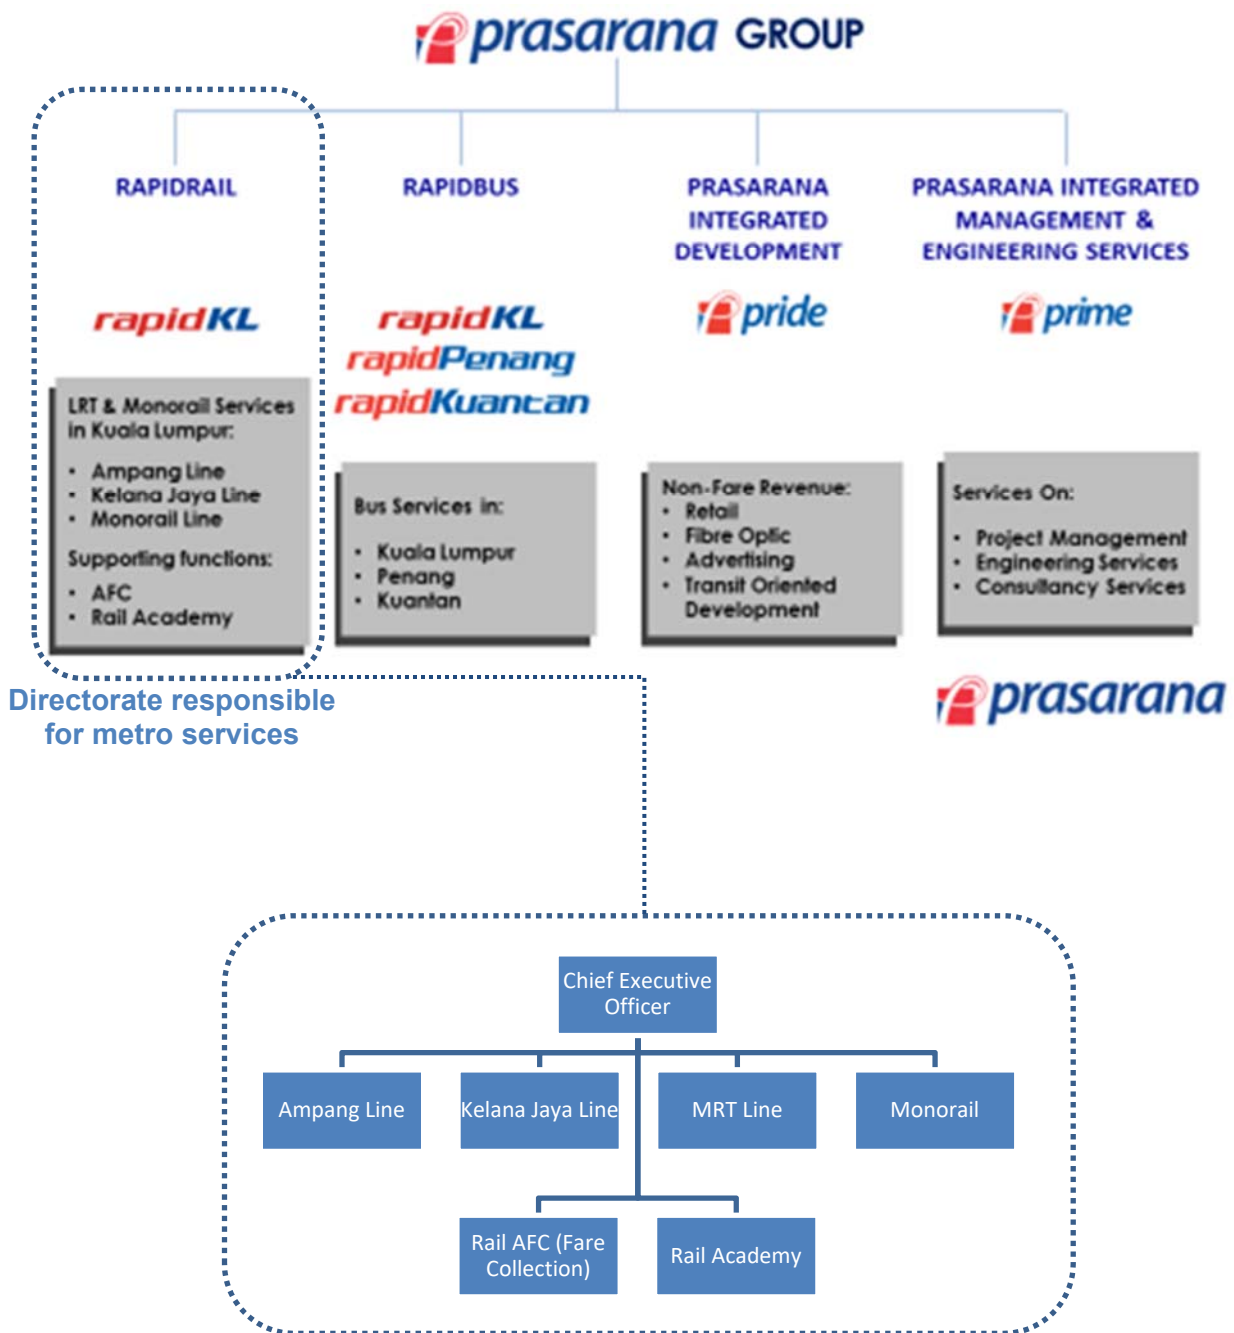 prasarana GROUP
RAPIDRAIL
rapidKL
LRT & Monorail Services
in Kuala Lumpur:
• Ampang Line
• Kelana Jaya Line
• Monorail Line
Supporting functions:
• AFC
• Rail Academy
Directorate responsible
for metro services
RAPIDBUS
rapidKL
rapidPenang
rapidKuantan
Bus Services in:
• Kuala Lumpur
• Penang
• Kuantan
PRASARANA
INTEGRATED
DEVELOPMENT
pride
Non-Fare Revenue:
• Retail
• Fibre Optic
• Advertising
• Transit Oriented
Development
PRASARANA INTEGRATED
MANAGEMENT &
ENGINEERING SERVICES
prime
Services On:
• Project Management
• Engineering Services
• Consultancy Services
prasarana
Chief Executive
Officer
Ampang Line
Kelana Jaya Line
MRT Line
Monorail
Rail AFC (Fare
Collection)
Rail Academy